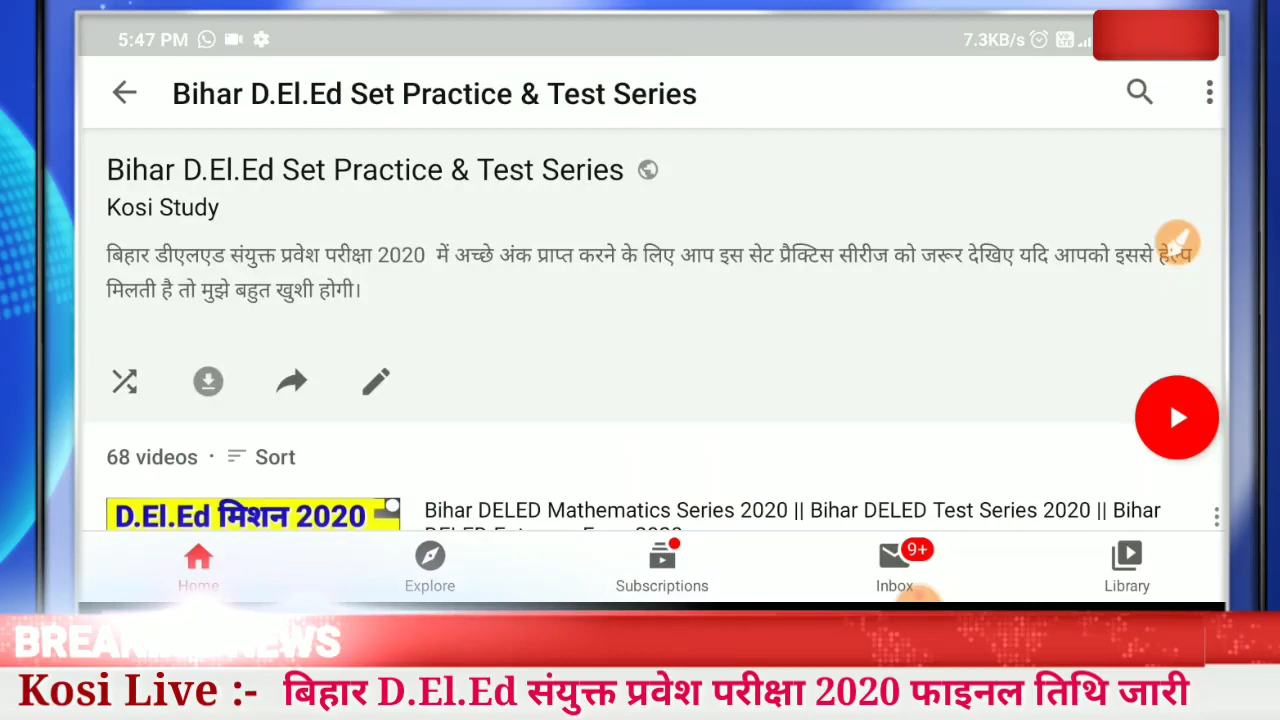 5:47 PM
7.3KB/s
Bihar D.El.Ed Set Practice & Test Series
Bihar D.El.Ed Set Practice & Test Series
Kosi Study
बिहार डीएलएड संयुक्त प्रवेश परीक्षा 2020 में अच्छे अंक प्राप्त करने के लिए आप इस सेट प्रैक्टिस सीरीज को जरूर देखिए यदि आपको इससे हेल्प
मिलती है तो मुझे बहुत खुशी होगी।
68 videos · Sort
D.El.Ed मिशन 2020
Bihar DELED Mathematics Series 2020 || Bihar DELED Test Series 2020 || Bihar
Home
Explore
Subscriptions
9+
Inbox
Library
BREAKING NEWS
Kosi Live :- बिहार D.El.Ed संयुक्त प्रवेश परीक्षा 2020 फाइनल तिथि जारी